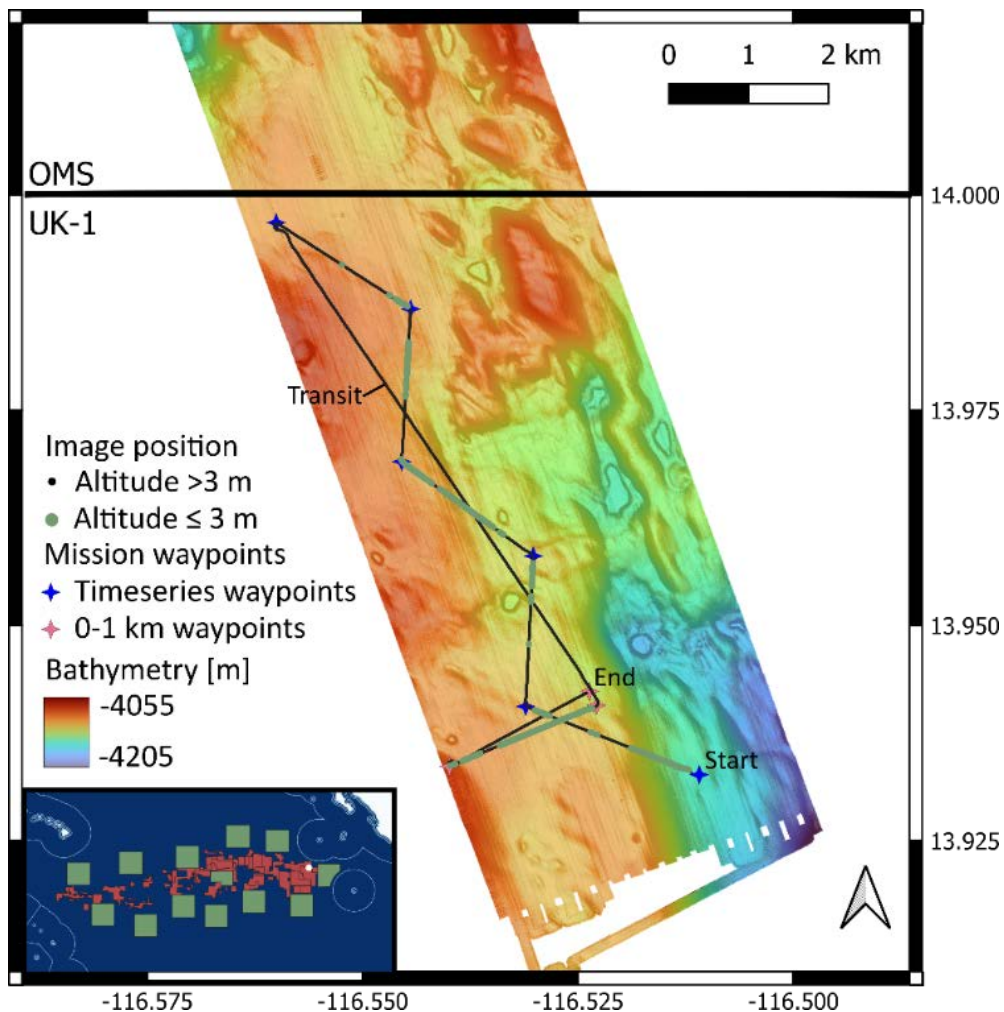 0 1 2 km
OMS
UK-1
14.000
Transit
13.975
Image position
Altitude >3 m
Altitude ≤ 3 m
Mission waypoints
Timeseries waypoints
0-1 km waypoints
Bathymetry [m]
-4055
-4205
13.950
End
Start
13.925
-116.575 -116.550 -116.525 -116.500